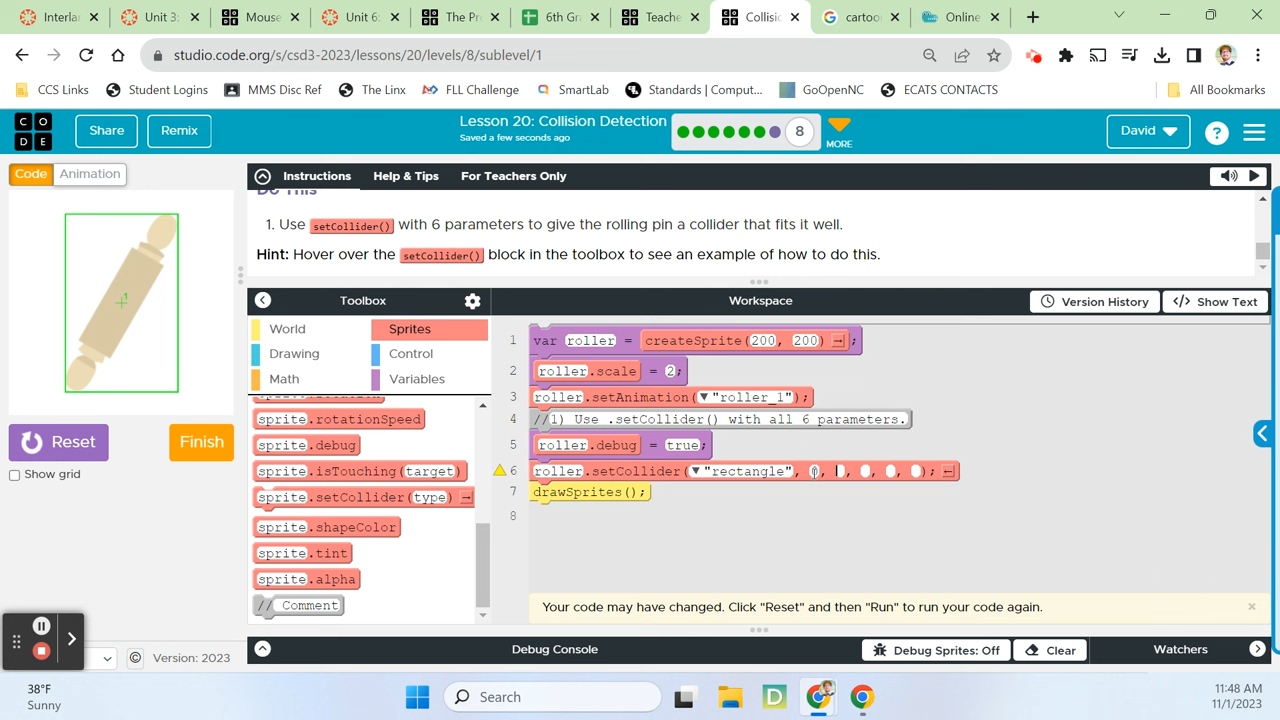 Interlar
Unit 3:
Mouse
Unit 6:
The Pr
6th Gr
Teache
Collisic
cartoo
Online
studio.code.org/s/csd3-2023/lessons/20/levels/8/sublevel/1
CCS Links
Student Logins
MMS Disc Ref
The Linx
FLL Challenge
SmartLab
Standards | Comput...
GoOpenNC
ECATS CONTACTS
All Bookmarks
C O
D E
Share
Remix
Lesson 20: Collision Detection
Saved a few seconds ago
8
MORE
David
?
Code
Animation
Instructions
Help & Tips
For Teachers Only
Do This
1. Use setCollider() with 6 parameters to give the rolling pin a collider that fits it well.
Hint: Hover over the setCollider() block in the toolbox to see an example of how to do this.
Toolbox
Workspace
Version History
</> Show Text
World
Sprites
Drawing
Control
Math
Variables
sprite.rotationSpeed
sprite.debug
sprite.isTouching(target)
sprite.setCollider(type)
sprite.shapeColor
sprite.tint
sprite.alpha
// Comment
1 var roller = createSprite(200, 200);
2 roller.scale = 2;
3 roller.setAnimation("roller_1");
4 //1) Use .setCollider() with all 6 parameters.
5 roller.debug = true;
6 roller.setCollider("rectangle", 0, , , , );
7 drawSprites();
8
Reset
Finish
Show grid
Your code may have changed. Click "Reset" and then "Run" to run your code again.
Debug Console
Debug Sprites: Off
Clear
Watchers
Version: 2023
38°F
Sunny
Search
11:48 AM
11/1/2023